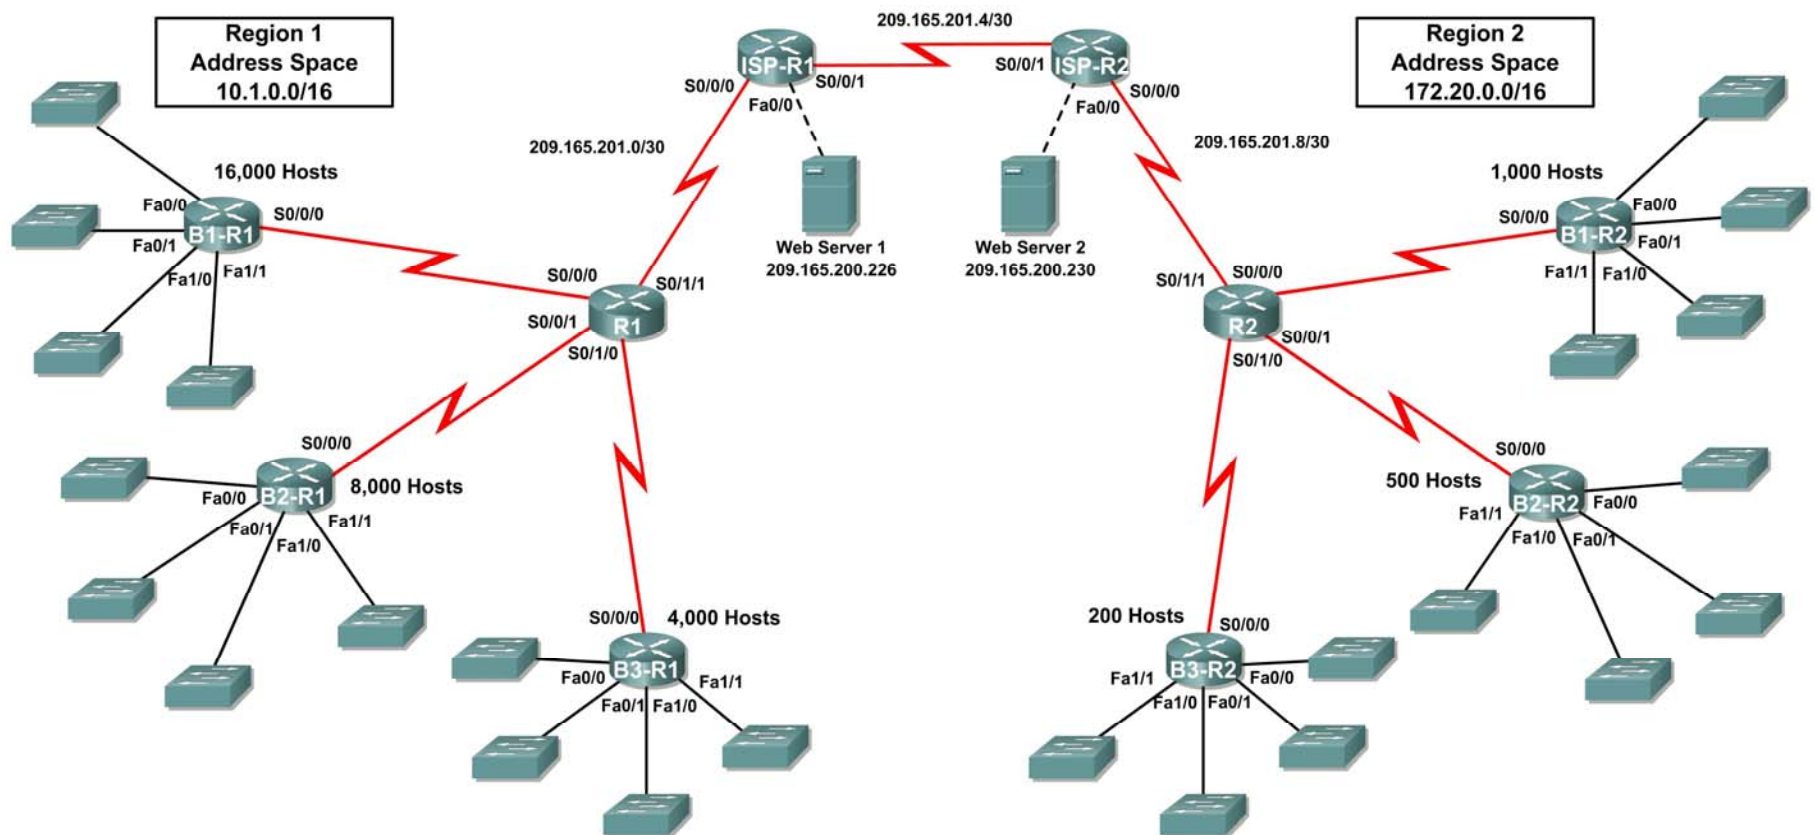 Region 1
Address Space
10.1.0.0/16
209.165.201.4/30
Region 2
Address Space
172.20.0.0/16
ISP-R1
S0/0/0
S0/0/1
Fa0/0
ISP-R2
S0/0/1
S0/0/0
Fa0/0
209.165.201.0/30
209.165.201.8/30
Web Server 1
209.165.200.226
Web Server 2
209.165.200.230
16,000 Hosts
Fa0/0
S0/0/0
B1-R1
Fa0/1
Fa1/0
Fa1/1
S0/0/0
S0/1/1
S0/0/1
R1
S0/1/0
1,000 Hosts
S0/0/0
Fa0/0
B1-R2
Fa0/1
Fa1/1
Fa1/0
S0/1/1
S0/0/0
R2
S0/0/1
S0/1/0
S0/0/0
B2-R1
8,000 Hosts
Fa0/0
Fa0/1
Fa1/0
Fa1/1
S0/0/0
500 Hosts
B2-R2
Fa0/0
Fa1/1
Fa1/0
Fa0/1
S0/0/0
4,000 Hosts
B3-R1
Fa0/0
Fa0/1
Fa1/0
Fa1/1
200 Hosts
S0/0/0
B3-R2
Fa1/1
Fa0/0
Fa1/0
Fa0/1